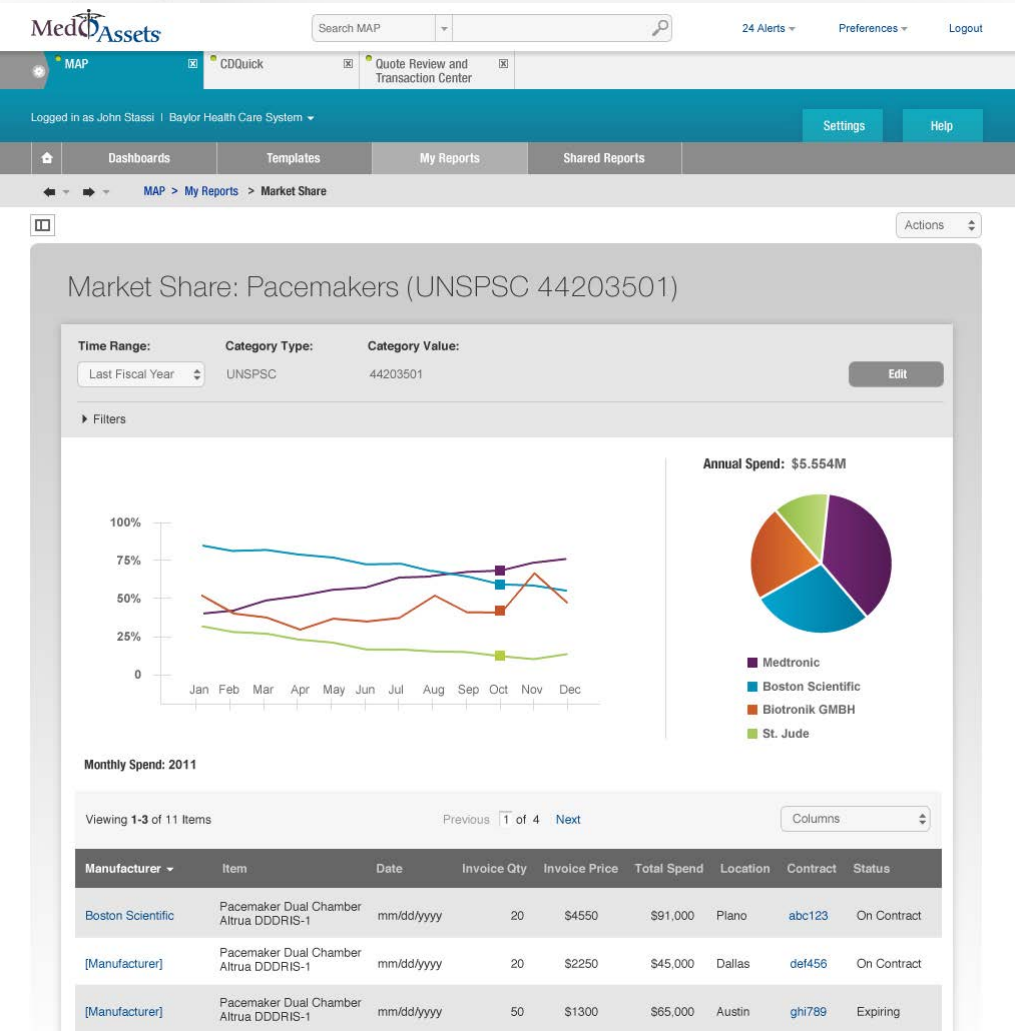 MedAssets
Search MAP
24 Alerts
Preferences
Logout
MAP
CDQuick
Quote Review and
Transaction Center
Logged in as John Stassi | Baylor Health Care System
Settings
Help
Dashboards
Templates
My Reports
Shared Reports
MAP > My Reports > Market Share
Actions
Market Share: Pacemakers (UNSPSC 44203501)
Time Range:
Category Type:
Category Value:
Last Fiscal Year
UNSPSC
44203501
Edit
Filters
Annual Spend: $5.554M
100%
75%
50%
25%
0
Jan Feb Mar Apr May Jun Jul Aug Sep Oct Nov Dec
Medtronic
Boston Scientific
Biotronik GMBH
St. Jude
Monthly Spend: 2011
Viewing 1-3 of 11 Items
Previous 1 of 4 Next
Columns
Manufacturer Item Date Invoice Qty Invoice Price Total Spend Location Contract Status
Boston Scientific Pacemaker Dual Chamber
Altrua DDDRIS-1 mm/dd/yyyy 20 $4550 $91,000 Plano abc123 On Contract
[Manufacturer] Pacemaker Dual Chamber
Altrua DDDRIS-1 mm/dd/yyyy 20 $2250 $45,000 Dallas def456 On Contract
[Manufacturer] Pacemaker Dual Chamber
Altrua DDDRIS-1 mm/dd/yyyy 50 $1300 $65,000 Austin ghi789 Expiring